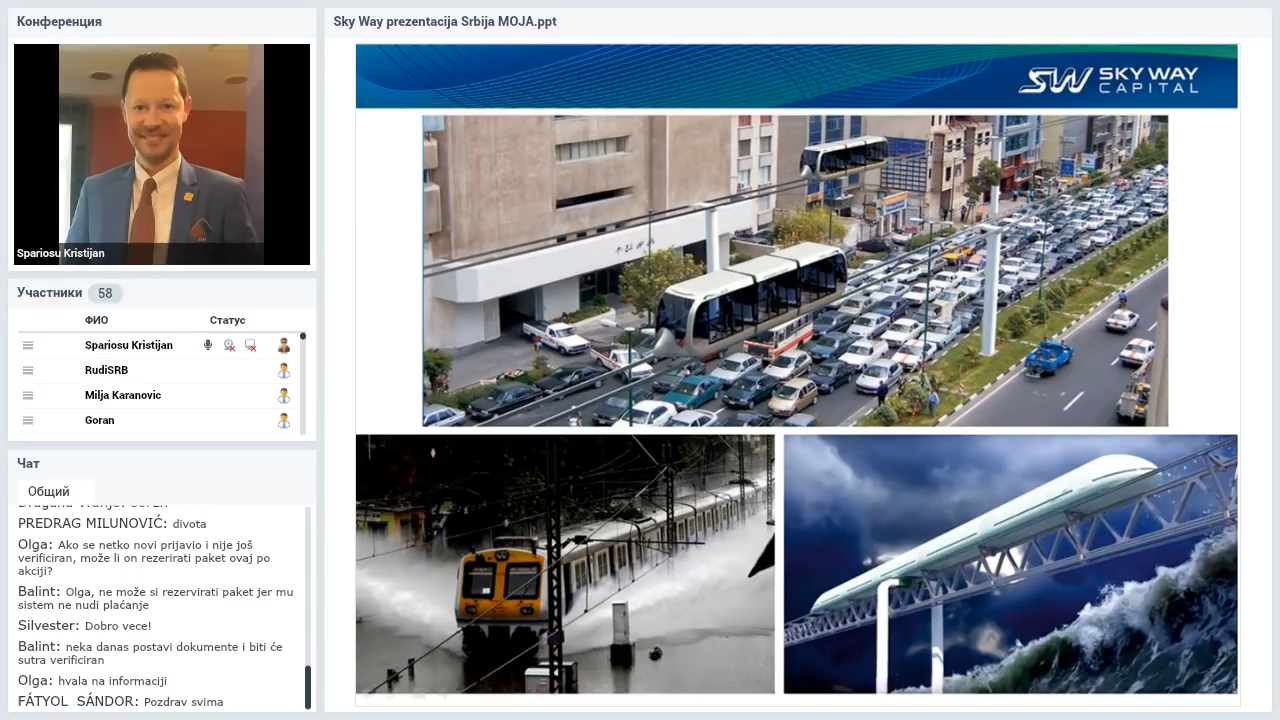 Конференция
Spariosu Kristijan
Участники 58
ФИО Статус
Spariosu Kristijan
RudiSRB
Milja Karanovic
Goran
Чат
Общий
PREDRAG MILUNOVIĆ: divota
Olga: Ako se netko novi prijavio i nije još
verificiran, može li on rezerirati paket ovaj po
akciji?
Balint: Olga, ne može si rezervirati paket jer mu
sistem ne nudi plaćanje
Silvester: Dobro vece!
Balint: neka danas postavi dokumente i biti će
sutra verificiran
Olga: hvala na informaciji
FÁTYOL SÁNDOR: Pozdrav svima
Sky Way prezentacija Srbija MOJA.ppt
SW SKY WAY
CAPITAL